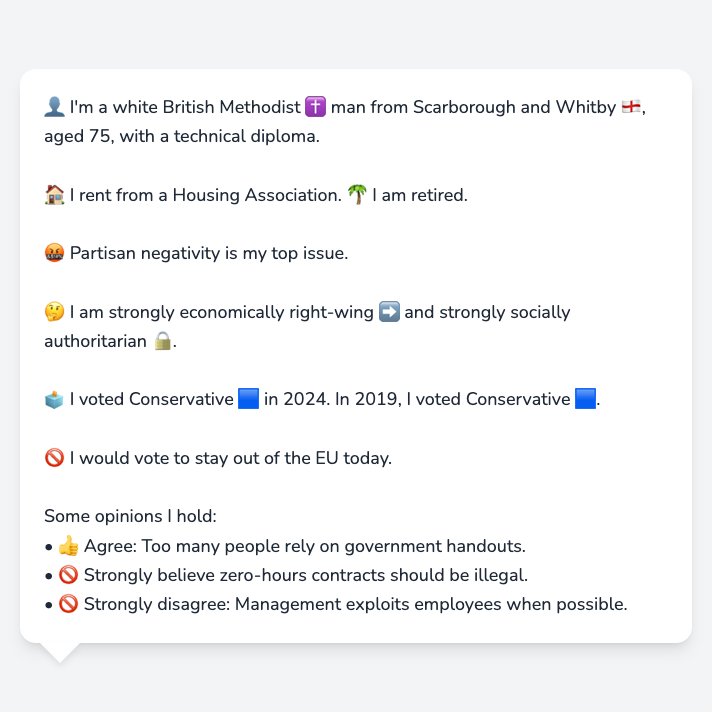 👤 I'm a white British Methodist ✝️ man from Scarborough and Whitby 🏴󠁧󠁢󠁥󠁮󠁧󠁿,
aged 75, with a technical diploma.
🏠 I rent from a Housing Association. 🌴 I am retired.
🤬 Partisan negativity is my top issue.
🤔 I am strongly economically right-wing ➡️ and strongly socially
authoritarian 🔒.
🗳️ I voted Conservative 🟦 in 2024. In 2019, I voted Conservative 🟦.
🚫 I would vote to stay out of the EU today.
Some opinions I hold:
• 👍 Agree: Too many people rely on government handouts.
• 🚫 Strongly believe zero-hours contracts should be illegal.
• 🚫 Strongly disagree: Management exploits employees when possible.